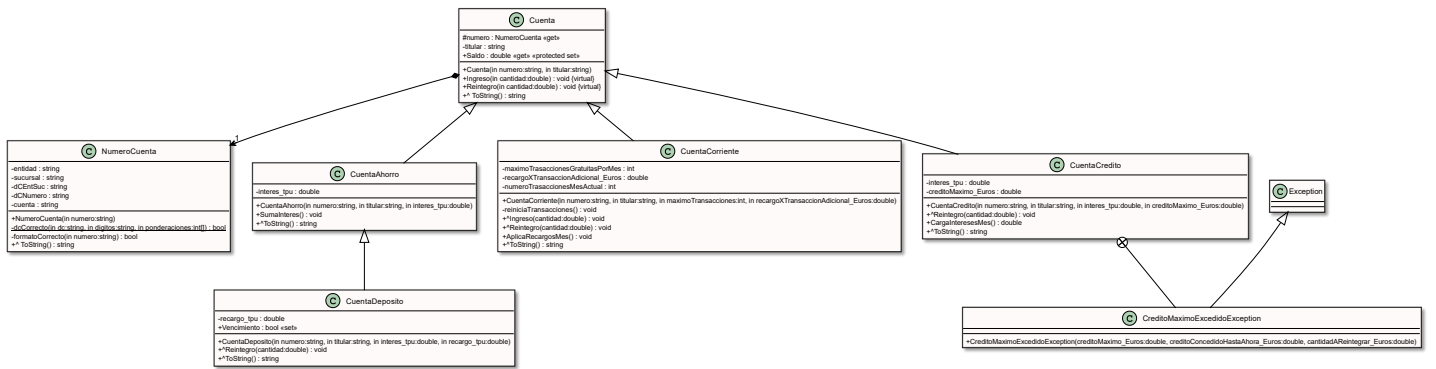 C Cuenta
#numero : NumeroCuenta «get»
-titular : string
+Saldo : double «get» «protected set»
+Cuenta(in numero:string, in titular:string)
+Ingreso(in cantidad:double) : void {virtual}
+Reintegro(in cantidad:double) : void {virtual}
+^ ToString() : string
1
C NumeroCuenta
-entidad : string
-sucursal : string
-dCEntSuc : string
-dCNumero : string
-cuenta : string
+NumeroCuenta(in numero:string)
-dcCorrecto(in dc:string, in digitos:string, in ponderaciones:int[]) : bool
-formatoCorrecto(in numero:string) : bool
+^ ToString() : string
C CuentaAhorro
-interes_tpu : double
+CuentaAhorro(in numero:string, in titular:string, in interes_tpu:double)
+SumaInteres() : void
+^ToString() : string
C CuentaCorriente
-maximoTrasaccionesGratuitasPorMes : int
-recargoXTransaccionAdicional_Euros : double
-numeroTrasaccionesMesActual : int
+CuentaCorriente(in numero:string, in titular:string, in maximoTransacciones:int, in recargoXTransaccionAdicional_Euros:double)
-reiniciaTransacciones() : void
+^Ingreso(cantidad:double) : void
+^Reintegro(cantidad:double) : void
+AplicaRecargosMes() : void
+^ToString() : string
C CuentaCredito
-interes_tpu : double
-creditoMaximo_Euros : double
+CuentaCredito(in numero:string, in titular:string, in interes_tpu:double, in creditoMaximo_Euros:double)
+^Reintegro(cantidad:double) : void
+CargaInteresesMes() : double
+^ToString() : string
C Exception
C CuentaDeposito
-recargo_tpu : double
+Vencimiento : bool «set»
+CuentaDeposito(in numero:string, in titular:string, in interes_tpu:double, in recargo_tpu:double)
+^Reintegro(cantidad:double) : void
+^ToString() : string
C CreditoMaximoExcedidoException
+CreditoMaximoExcedidoException(creditoMaximo_Euros:double, creditoConcedidoHastaAhora_Euros:double, cantidadAReintegrar_Euros:double)